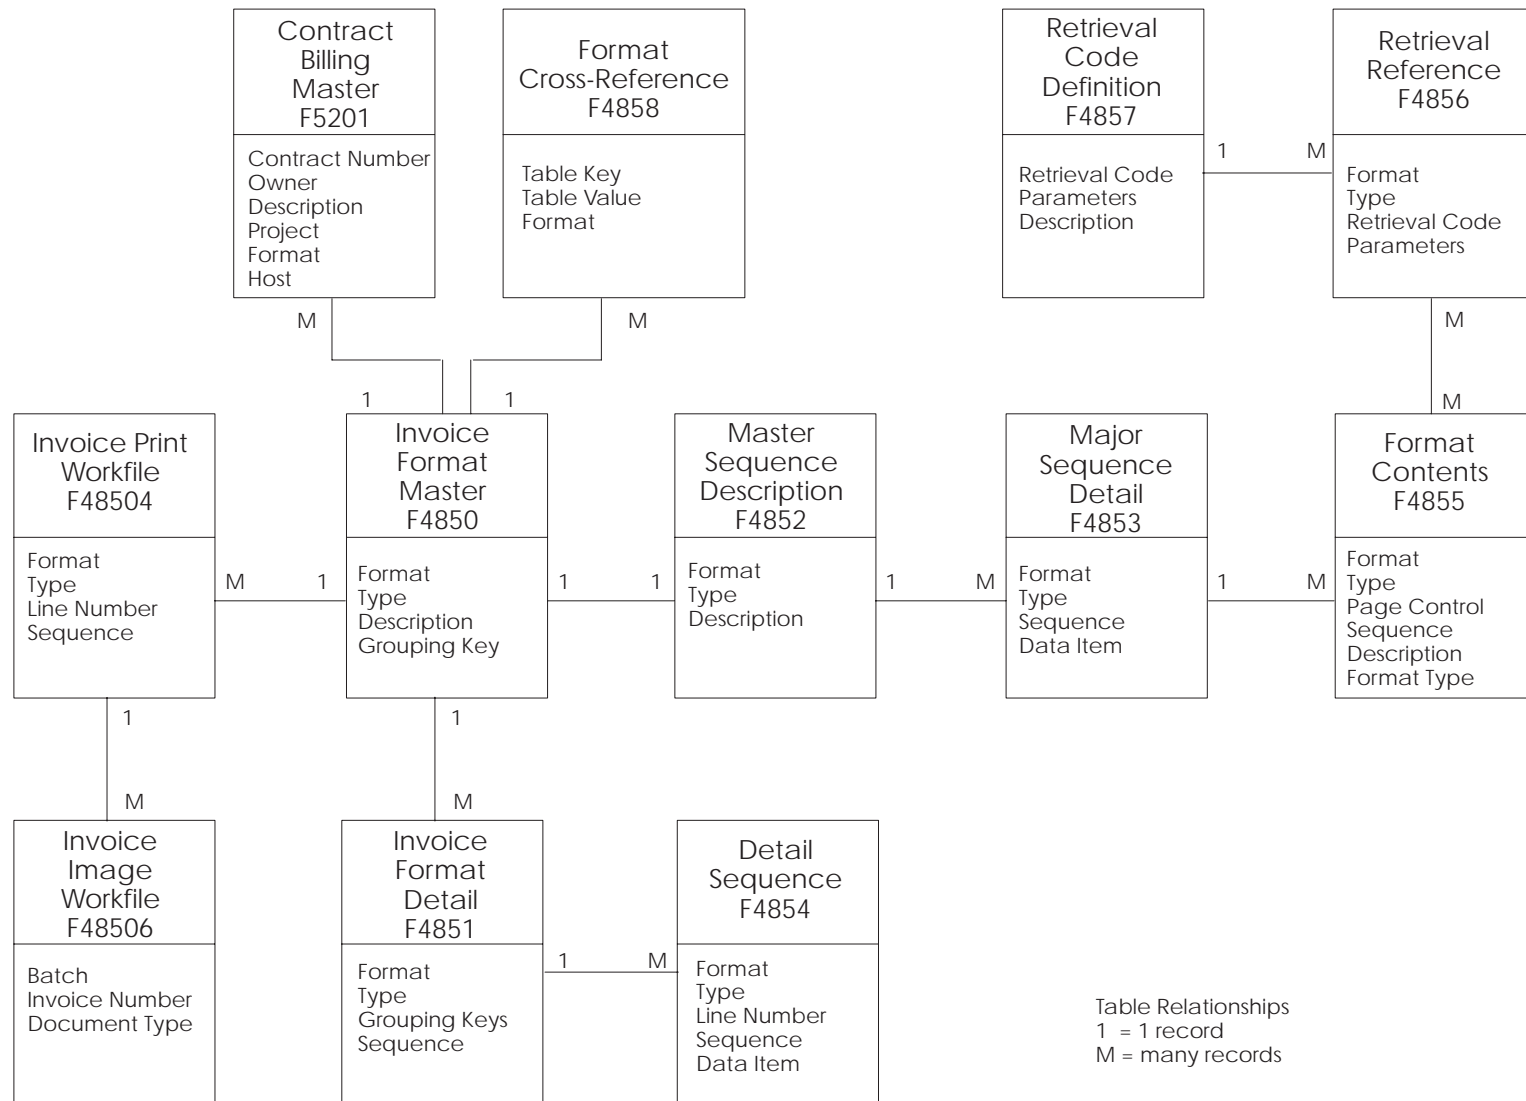 Contract
Billing
Master
F5201
Contract Number
Owner
Description
Project
Format
Host
M
1
Format
Cross-Reference
F4858
Table Key
Table Value
Format
M
1
Retrieval
Code
Definition
F4857
Retrieval Code
Parameters
Description
1
M
Retrieval
Reference
F4856
Format
Type
Retrieval Code
Parameters
M
M
Invoice Print
Workfile
F48504
Format
Type
Line Number
Sequence
M
1
Invoice
Format
Master
F4850
Format
Type
Description
Grouping Key
1
1
Master
Sequence
Description
F4852
Format
Type
Description
1
M
Major
Sequence
Detail
F4853
Format
Type
Sequence
Data Item
1
M
Format
Contents
F4855
Format
Type
Page Control
Sequence
Description
Format Type
1
M
1
M
Invoice
Image
Workfile
F48506
Batch
Invoice Number
Document Type
Invoice
Format
Detail
F4851
Format
Type
Grouping Keys
Sequence
1
M
Detail
Sequence
F4854
Format
Type
Line Number
Sequence
Data Item
Table Relationships
1 = 1 record
M = many records